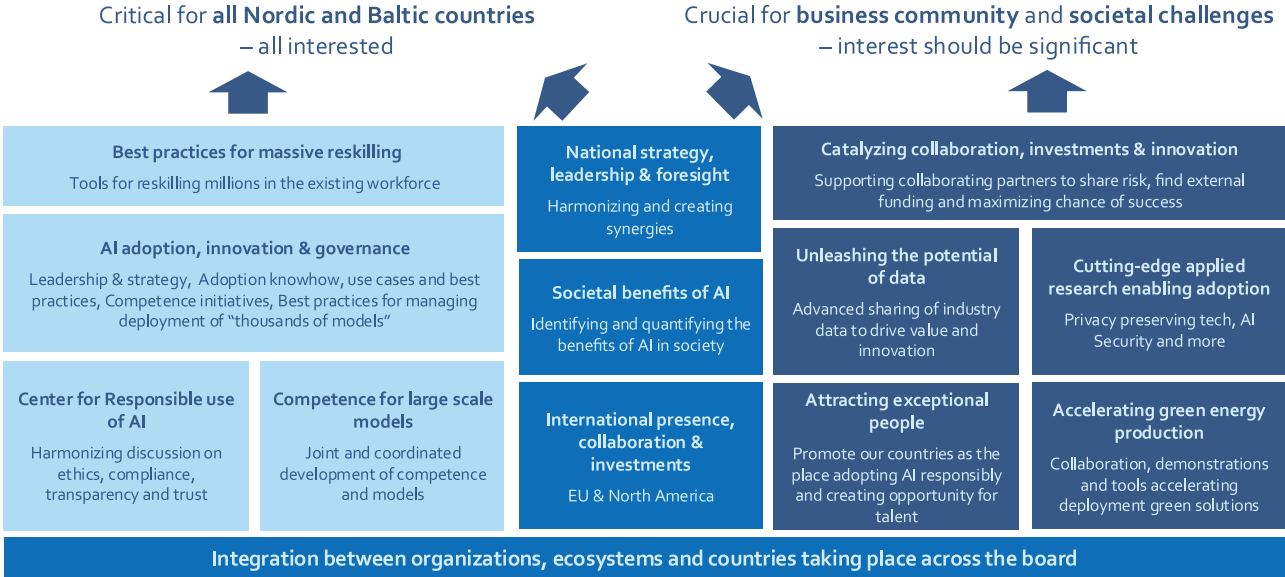 Critical for all Nordic and Baltic countries
– all interested
Crucial for business community and societal challenges
– interest should be significant
Best practices for massive reskilling
Tools for reskilling millions in the existing workforce
AI adoption, innovation & governance
Leadership & strategy, Adoption knowhow, use cases and best
practices, Competence initiatives, Best practices for managing
deployment of “thousands of models”
Center for Responsible use
of AI
Harmonizing discussion on
ethics, compliance,
transparency and trust
Competence for large scale
models
Joint and coordinated
development of competence
and models
National strategy,
leadership & foresight
Harmonizing and creating
synergies
Societal benefits of AI
Identifying and quantifying the
benefits of AI in society
International presence,
collaboration &
investments
EU & North America
Catalyzing collaboration, investments & innovation
Supporting collaborating partners to share risk, find external
funding and maximizing chance of success
Unleashing the potential
of data
Advanced sharing of industry
data to drive value and
innovation
Cutting-edge applied
research enabling adoption
Privacy preserving tech, AI
Security and more
Attracting exceptional
people
Promote our countries as the
place adopting AI responsibly
and creating opportunity for
talent
Accelerating green energy
production
Collaboration, demonstrations
and tools accelerating
deployment green solutions
Integration between organizations, ecosystems and countries taking place across the board